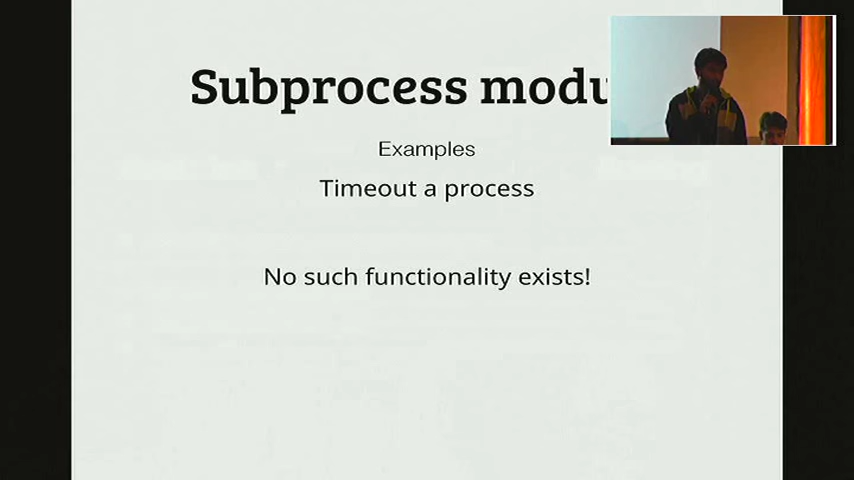 Subprocess modu
Examples
Timeout a process
No such functionality exists!